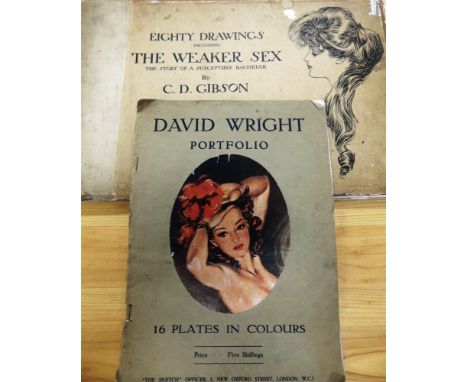 EIGHTY DRAWINGS
INCLUDING
THE WEAKER SEX
THE STORY OF A SUSCEPTIBLE BACHELOR
BY
C. D. GIBSON
DAVID WRIGHT
PORTFOLIO
16 PLATES IN COLOURS
Price - - Five Shillings
"THE SKETCH" OFFICES, 1, NEW OXFORD STREET, LONDON, W.C.1